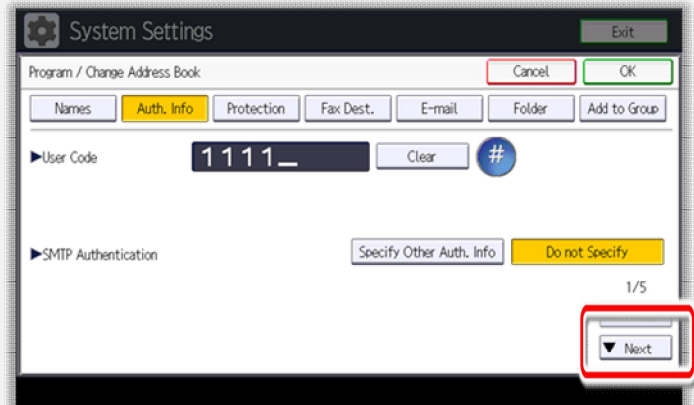 System Settings Exit
Program / Change Address Book Cancel OK
Names Auth. Info Protection Fax Dest. E-mail Folder Add to Group
▶User Code 1111_ Clear #
▶SMTP Authentication Specify Other Auth. Info Do not Specify
1/5
▼ Next